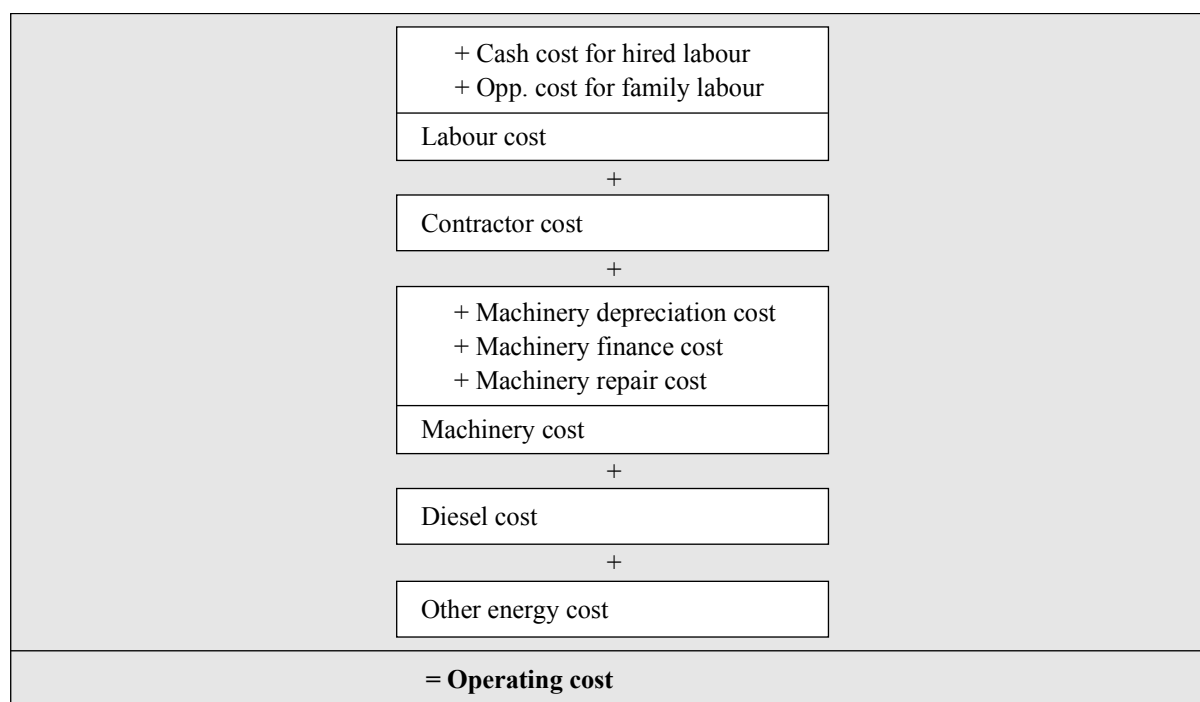 + Cash cost for hired labour
+ Opp. cost for family labour
Labour cost
+
Contractor cost
+
+ Machinery depreciation cost
+ Machinery finance cost
+ Machinery repair cost
Machinery cost
+
Diesel cost
+
Other energy cost
= Operating cost